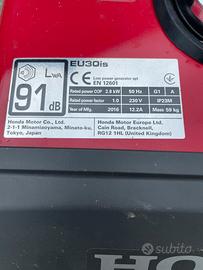 EU30is
LWA
91 dB
Low power generator set
EN 12601
Rated power COP 2.8 kW 50 Hz G1 A
Rated power factor 1.0 230 V IP23M
Year of Mfg. 2016 12.2A Mass 59 kg
Honda Motor Co., Ltd.
2-1-1 Minamiaoyama, Minato-ku,
Tokyo, Japan
Honda Motor Europe Ltd.
Cain Road, Bracknell,
RG12 1HL (United Kingdom)
HO
subito